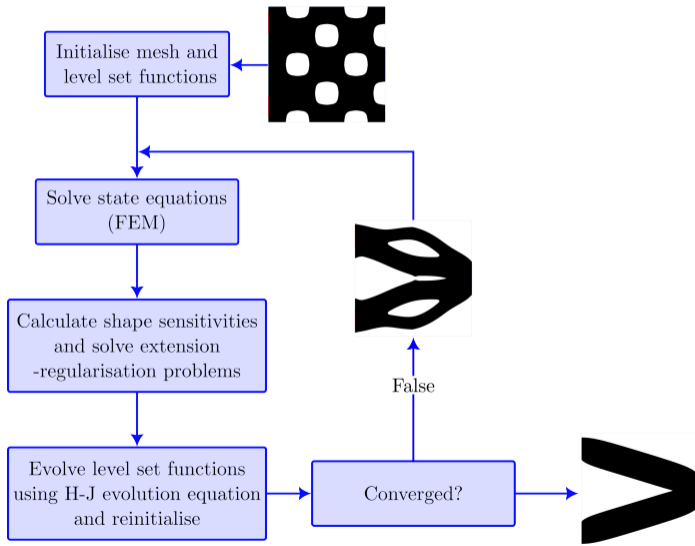 Initialise mesh and
level set functions
Solve state equations
(FEM)
Calculate shape sensitivities
and solve extension
-regularisation problems
False
Evolve level set functions
using H-J evolution equation
and reinitialise
Converged?